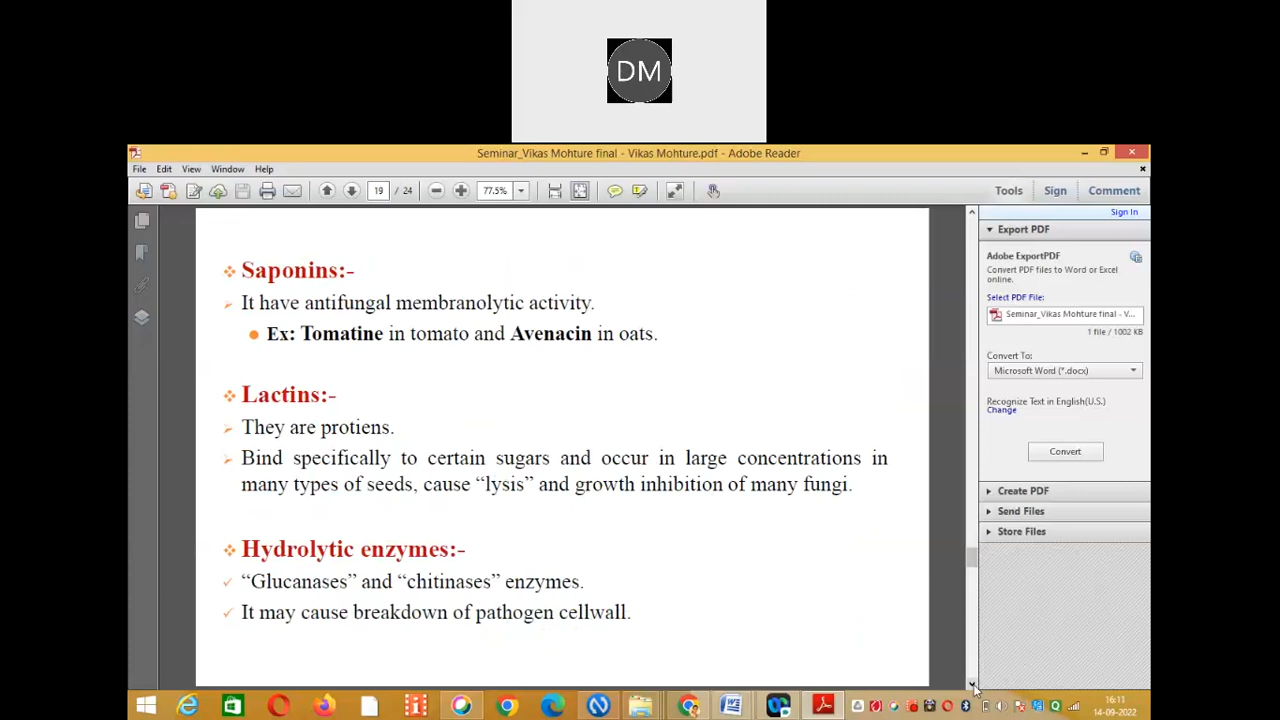 DM
Seminar_Vikas Mohture final - Vikas Mohture.pdf - Adobe Reader
File Edit View Window Help
19 / 24 77.5% Tools Sign Comment
Sign In
Export PDF
Adobe ExportPDF
Convert PDF files to Word or Excel
online.
Select PDF File:
Seminar_Vikas Mohture final - V...
1 file / 1002 KB
Convert To:
Microsoft Word (*.docx)
Recognize Text in English(U.S.)
Change
Convert
Create PDF
Send Files
Store Files
Saponins:-
It have antifungal membranolytic activity.
Ex: Tomatine in tomato and Avenacin in oats.
Lactins:-
They are protiens.
Bind specifically to certain sugars and occur in large concentrations in
many types of seeds, cause “lysis” and growth inhibition of many fungi.
Hydrolytic enzymes:-
“Glucanases” and “chitinases” enzymes.
It may cause breakdown of pathogen cellwall.
16:11
14-09-2022